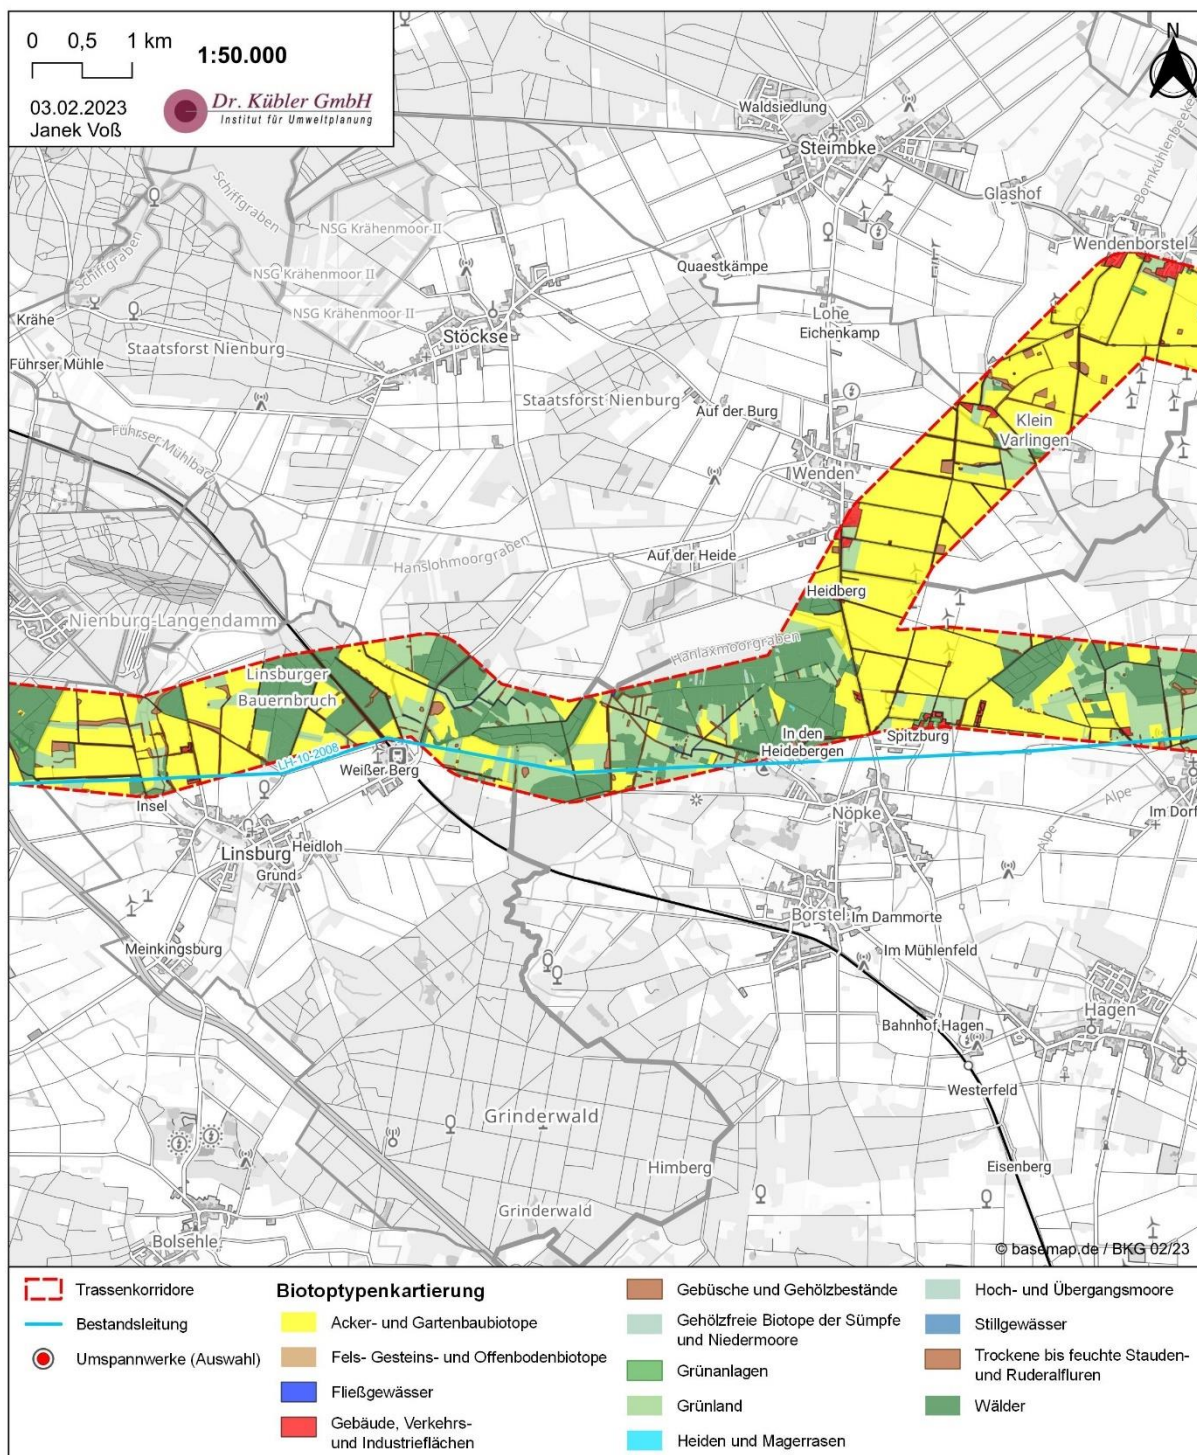 0 0,5 1 km
1:50.000
03.02.2023
Janek Voß
Dr. Kübler GmbH
Institut für Umweltplanung
N
Waldsiedlung
Steimbke
Bornkuhlenbeeke
Schiffgraben
Glashof
NSG Krähenmoor II
Wendenborstel
Schiffgraben
NSG Krähenmoor II
Quaestkämpe
NSG Krähenmoor II
Krähe
Lohe
Eichenkamp
Stöckse
Staatsforst Nienburg
Führser Mühle
Staatsforst Nienburg
Auf der Burg
Klein
Varlingen
Führser Mühlbad
Wenden
Auf der Heide
Hanslohmoorgraben
Heidberg
Nienburg-Langendamm
Hanlaxmoorgraben
Linsburger
Bauernbruch
In den
Heidebergen
Spitzburg
LH-10-2008
Weißer Berg
Insel
Alpe
Im Dorf
Nöpke
Linsburg
Heidloh
Grund
Alpe
Borstel
Im Dammorte
Meinkingsburg
Im Mühlenfeld
Hagen
Bahnhof Hagen
Westerfeld
Grinderwald
Himberg
Eisenberg
Grinderwald
Bolsehle
© basemap.de / BKG 02/23
Trassenkorridore
Bestandsleitung
Umspannwerke (Auswahl)
Biotoptypenkartierung
Acker- und Gartenbaubiotope
Fels- Gesteins- und Offenbodenbiotope
Fließgewässer
Gebäude, Verkehrs-
und Industrieflächen
Gebüsche und Gehölzbestände
Gehölzfreie Biotope der Sümpfe
und Niedermoore
Grünanlagen
Grünland
Heiden und Magerrasen
Hoch- und Übergangsmoore
Stillgewässer
Trockene bis feuchte Stauden-
und Ruderalfluren
Wälder